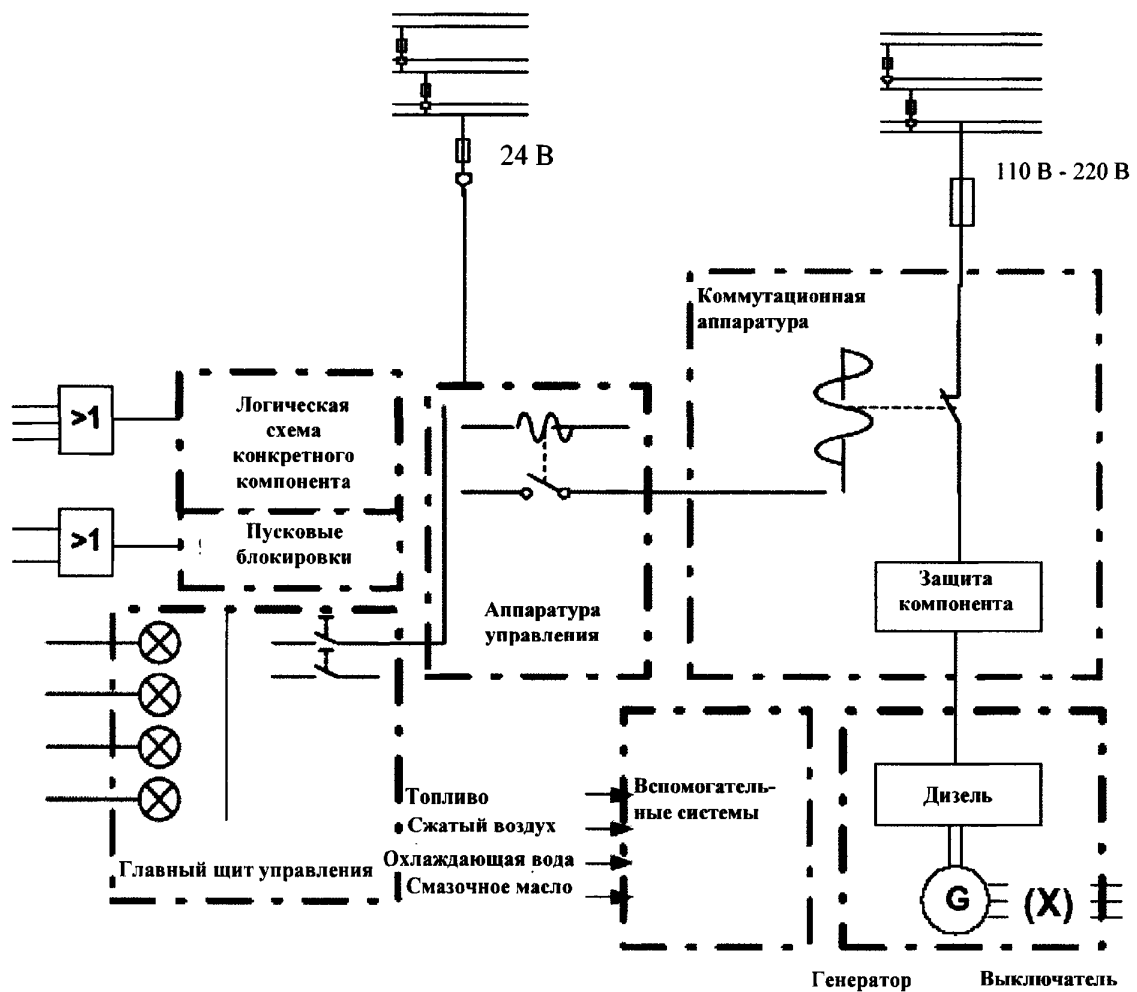 24 В
110 В - 220 В
Коммутационная
аппаратура
>1
Логическая
схема
конкретного
компонента
>1
Пусковые
блокировки
Аппаратура
управления
Защита
компонента
Вспомогатель-
ные системы
Топливо
Сжатый воздух
Охлаждающая вода
Смазочное масло
Главный щит управления
Дизель
G
(X)
Генератор
Выключатель